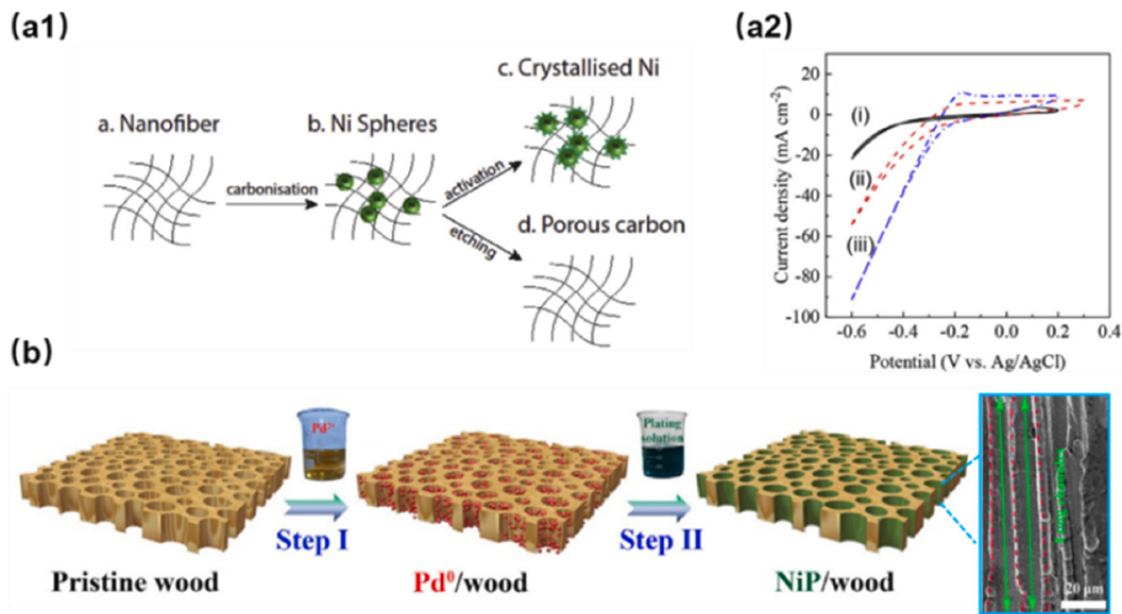 (a1)
a. Nanofiber
carbonisation
b. Ni Spheres
activation
etching
c. Crystallised Ni
d. Porous carbon
(a2)
Current density (mA cm⁻²)
20
0
-20
-40
-60
-80
-100
(i)
(ii)
(iii)
-0.6 -0.4 -0.2 0.0 0.2 0.4
Potential (V vs. Ag/AgCl)
(b)
Pd²⁺
Step I
Plating
solution
Step II
Pristine wood
Pd⁰/wood
NiP/wood
20 μm